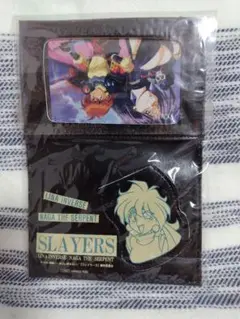 LINA INVERSE
NAGA THE SERPENT
SLAYERS
LINA INVERSE/NAGA THE SERPENT